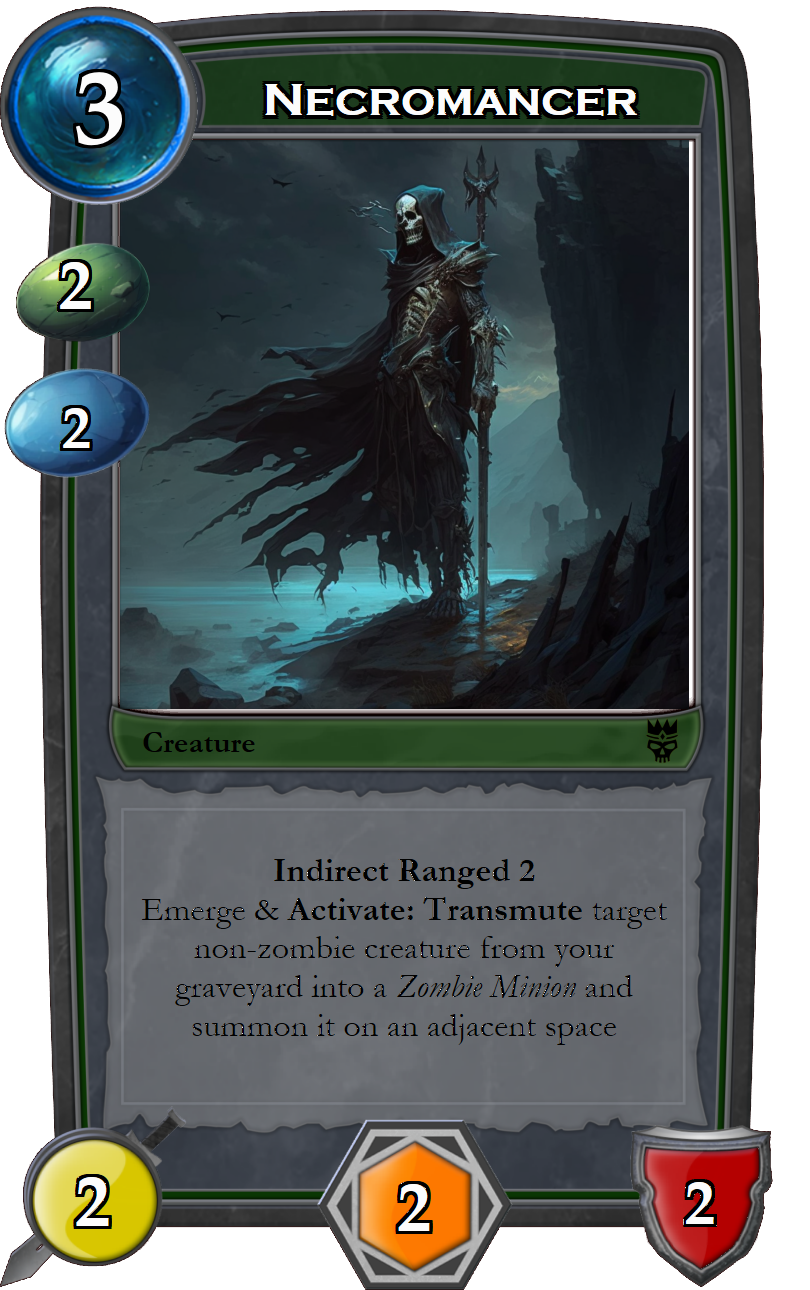 3
Necromancer
2
2
Creature
Indirect Ranged 2
Emerge & Activate: Transmute target
non-zombie creature from your
graveyard into a Zombie Minion and
summon it on an adjacent space
2
2
2